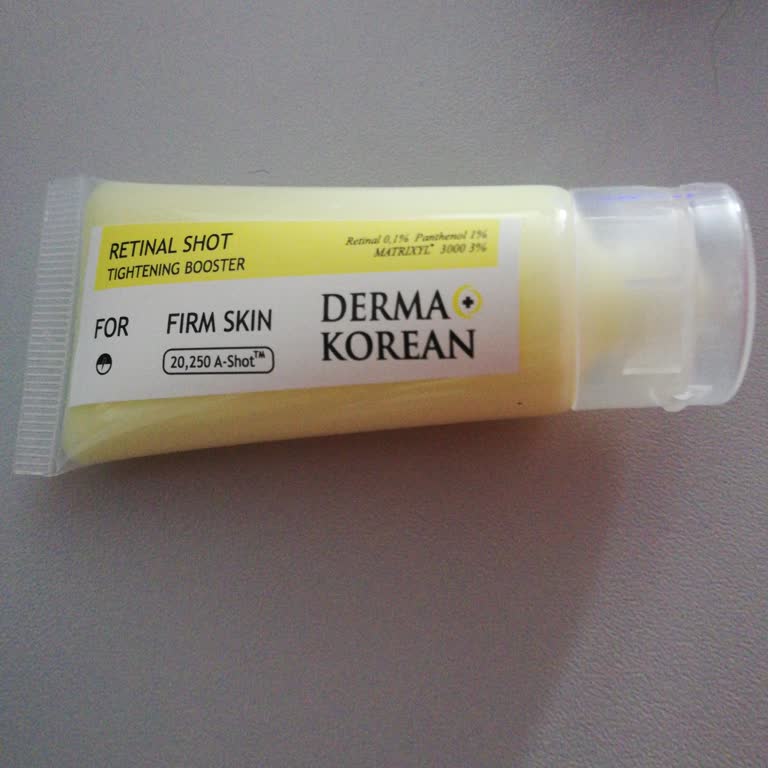 RETINAL SHOT
TIGHTENING BOOSTER
Retinal 0,1% Panthenol 1%
MATRIXYL™ 3000 3%
FOR FIRM SKIN
20,250 A-Shot™
DERMA
KOREAN